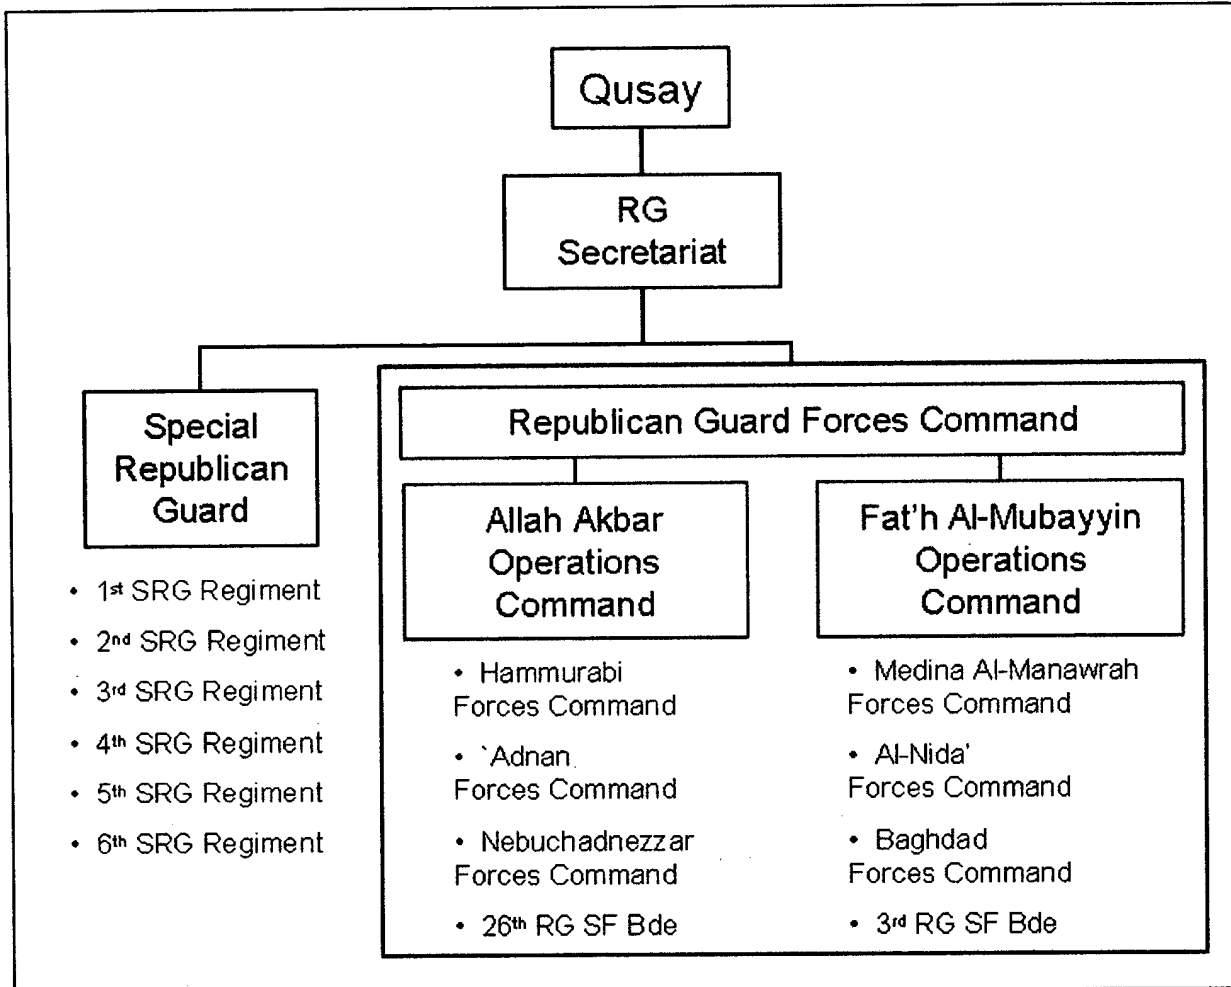 Qusay
RG
Secretariat
Special
Republican
Guard
• 1st SRG Regiment
• 2nd SRG Regiment
• 3rd SRG Regiment
• 4th SRG Regiment
• 5th SRG Regiment
• 6th SRG Regiment
Republican Guard Forces Command
Allah Akbar
Operations
Command
• Hammurabi
Forces Command
• `Adnan
Forces Command
• Nebuchadnezzar
Forces Command
• 26th RG SF Bde
Fat'h Al-Mubayyin
Operations
Command
• Medina Al-Manawrah
Forces Command
• Al-Nida'
Forces Command
• Baghdad
Forces Command
• 3rd RG SF Bde